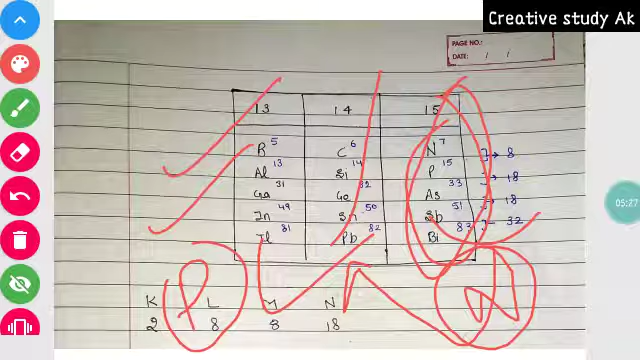 Creative study Ak
PAGE NO.:
DATE: / /
13 14 15
B 5 C 6 N 7 → 8
Al 13 Si 14 P 15 → 18
Ga 31 Ge 32 As 33 → 18
In 49 Sn 50 Sb 51 - 32
Tl 81 Pb 82 Bi 83
05:27
P N
K L M N
2 8 8 18